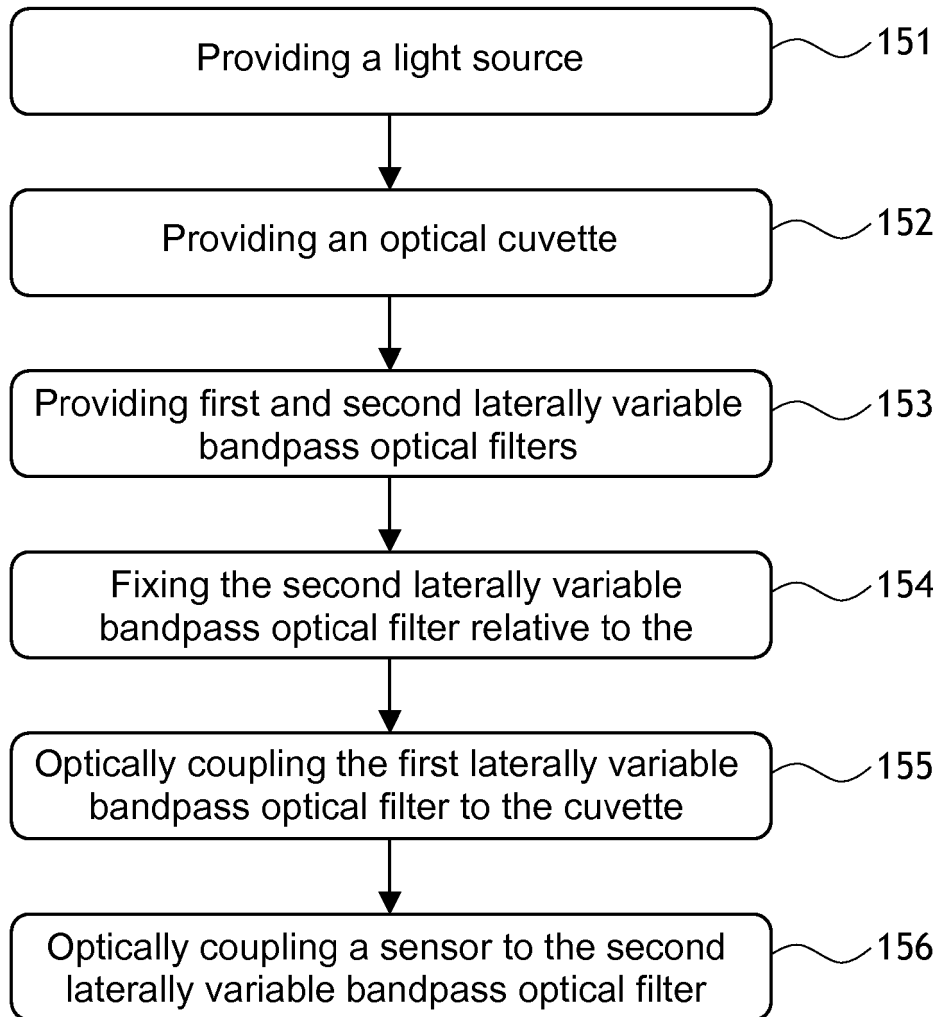 Providing a light source
151
Providing an optical cuvette
152
Providing first and second laterally variable
bandpass optical filters
153
Fixing the second laterally variable
bandpass optical filter relative to the
154
Optically coupling the first laterally variable
bandpass optical filter to the cuvette
155
Optically coupling a sensor to the second
laterally variable bandpass optical filter
156